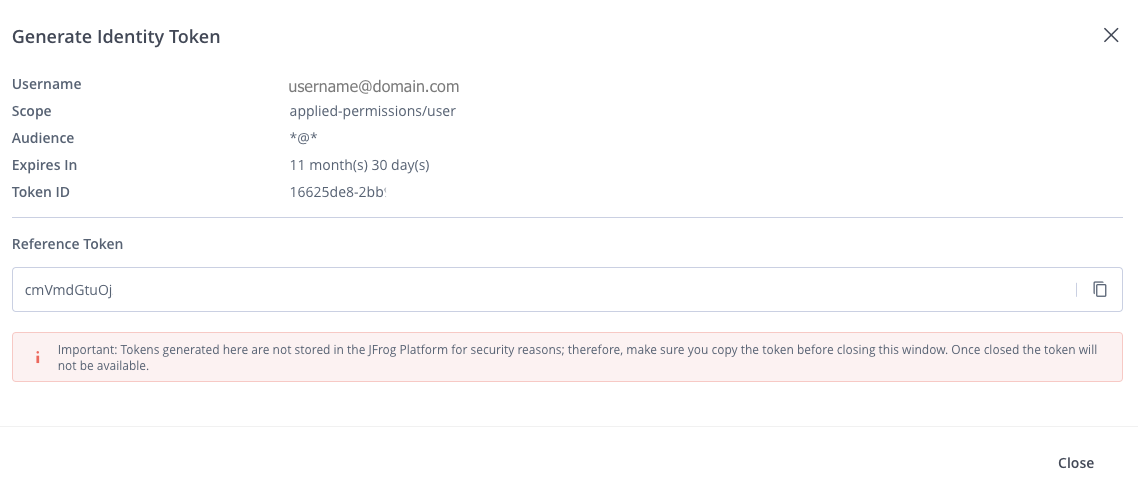 Generate Identity Token
Username username@domain.com
Scope applied-permissions/user
Audience *@*
Expires In 11 month(s) 30 day(s)
Token ID 16625de8-2bb
Reference Token
cmVmdGtuOj
Important: Tokens generated here are not stored in the JFrog Platform for security reasons; therefore, make sure you copy the token before closing this window. Once closed the token will
not be available.
Close